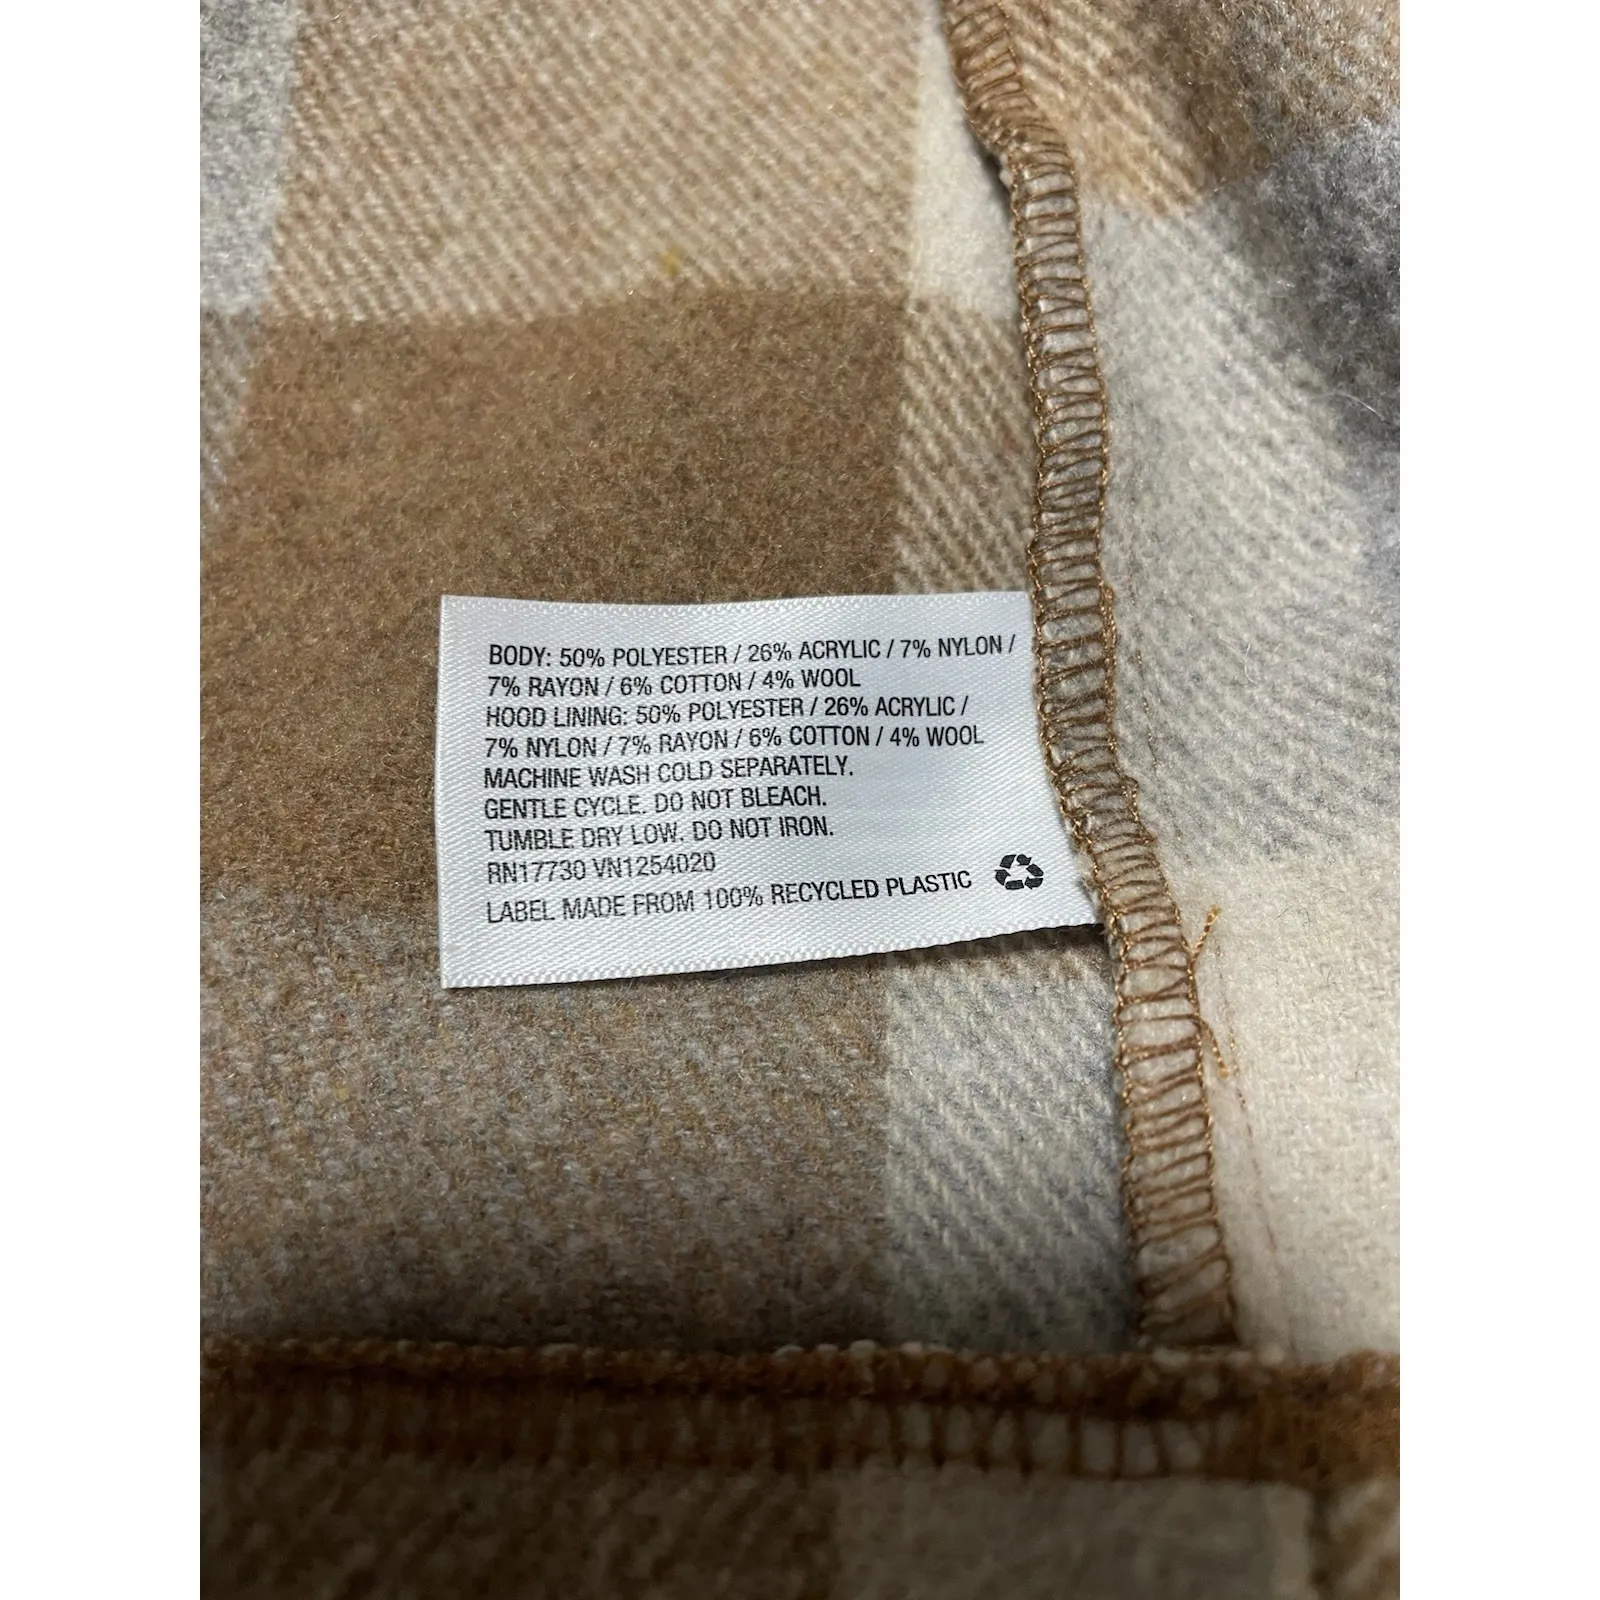 BODY: 50% POLYESTER / 26% ACRYLIC / 7% NYLON /
7% RAYON / 6% COTTON / 4% WOOL
HOOD LINING: 50% POLYESTER / 26% ACRYLIC /
7% NYLON / 7% RAYON / 6% COTTON / 4% WOOL
MACHINE WASH COLD SEPARATELY.
GENTLE CYCLE. DO NOT BLEACH.
TUMBLE DRY LOW. DO NOT IRON.
RN17730 VN1254020
LABEL MADE FROM 100% RECYCLED PLASTIC